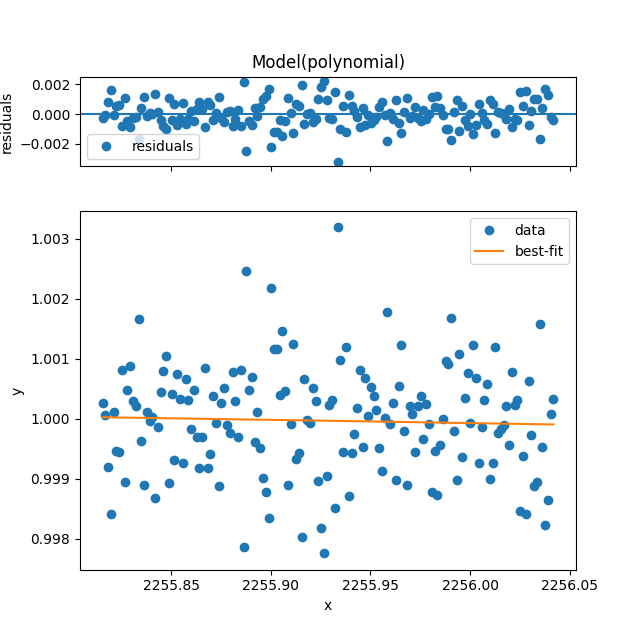 Model(polynomial)
residuals
0.002
0.000
−0.002
residuals
y
1.003
1.002
1.001
1.000
0.999
0.998
data
best-fit
2255.85 2255.90 2255.95 2256.00 2256.05
x